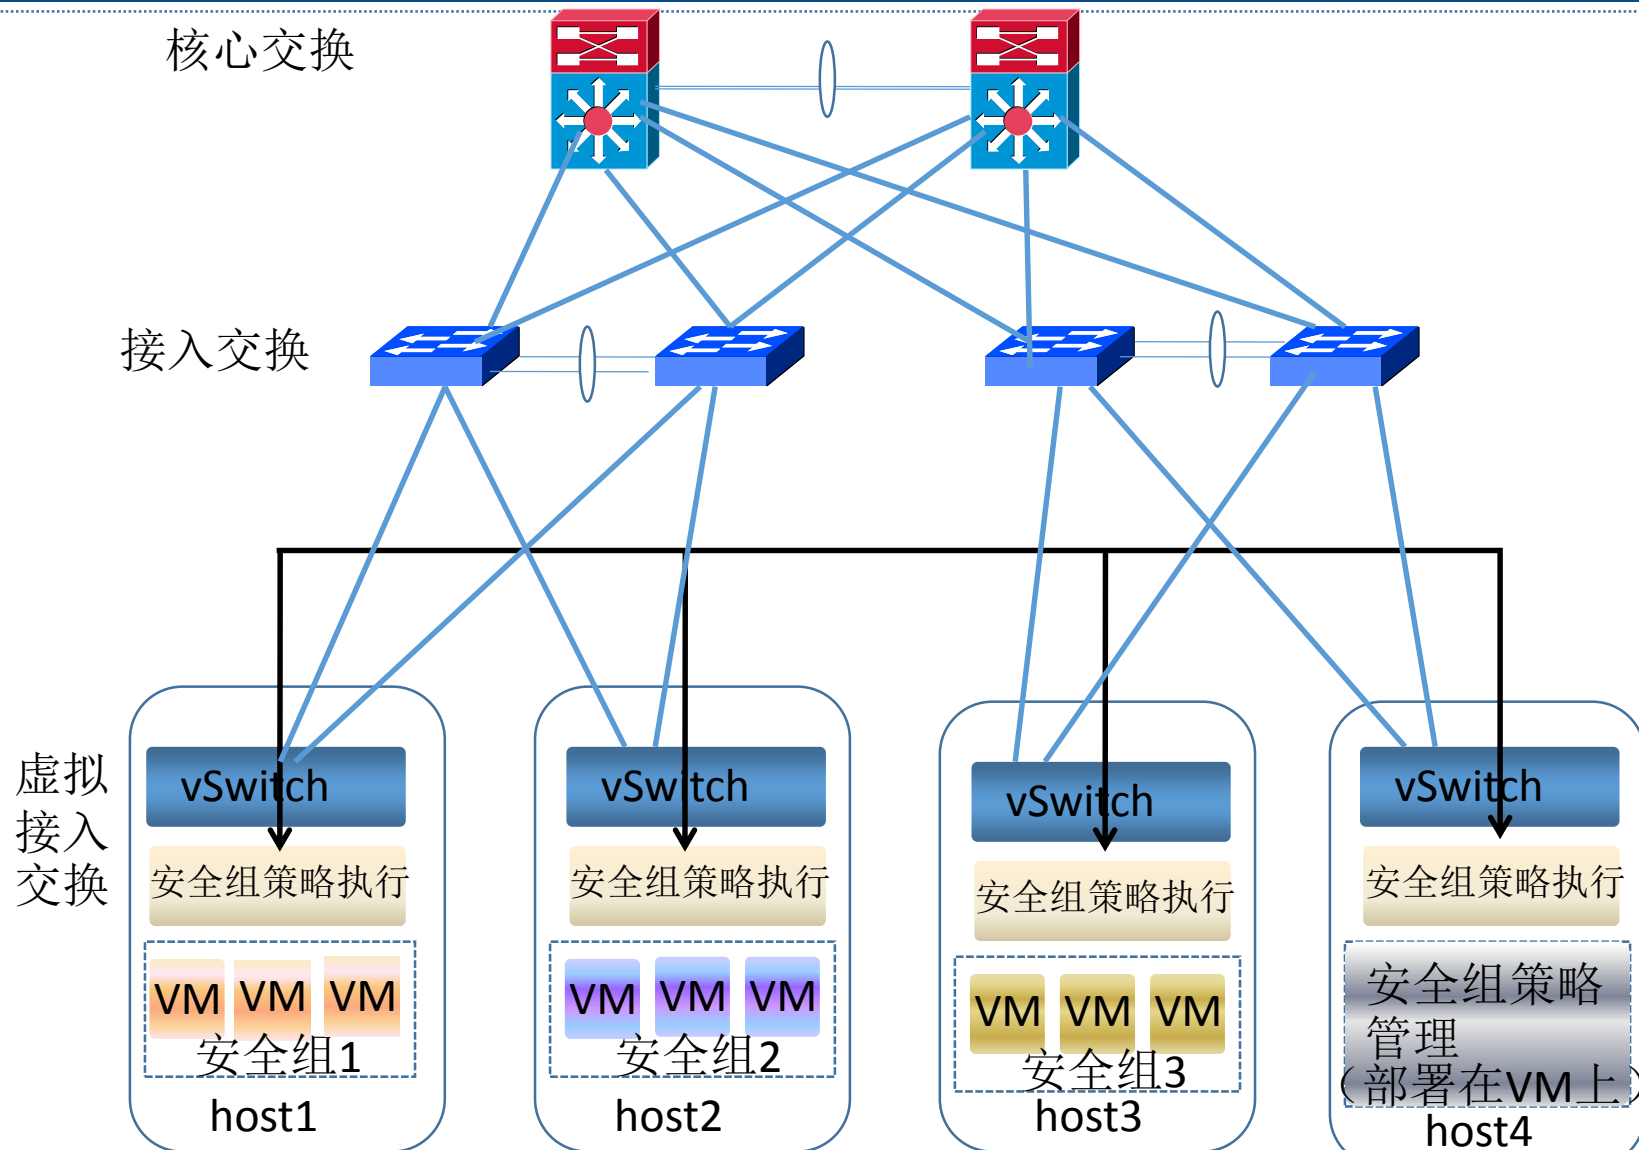 核心交换
接入交换
虚拟
接入
交换
vSwitch
安全组策略执行
VM VM VM
安全组1
host1
vSwitch
安全组策略执行
VM VM VM
安全组2
host2
vSwitch
安全组策略执行
VM VM VM
安全组3
host3
vSwitch
安全组策略执行
安全组策略
管理
（部署在VM上）
host4